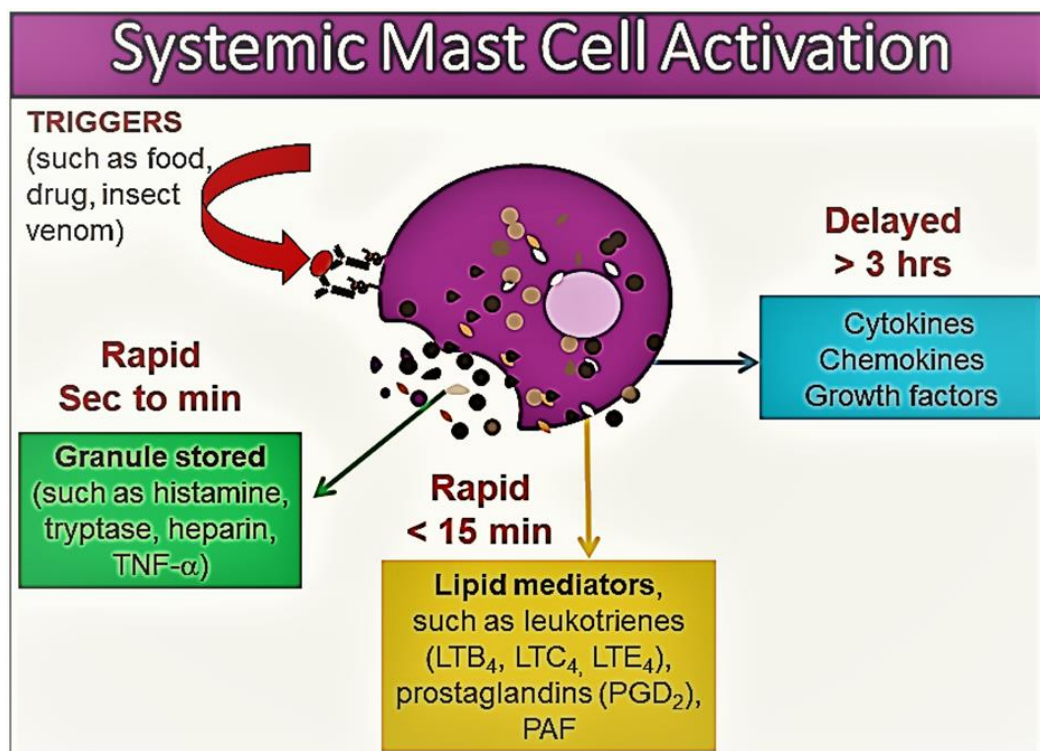 Systemic Mast Cell Activation
TRIGGERS
(such as food,
drug, insect
venom)
Rapid
Sec to min
Granule stored
(such as histamine,
tryptase, heparin,
TNF-α)
Rapid
< 15 min
Lipid mediators,
such as leukotrienes
(LTB₄, LTC₄, LTE₄),
prostaglandins (PGD₂),
PAF
Delayed
> 3 hrs
Cytokines
Chemokines
Growth factors